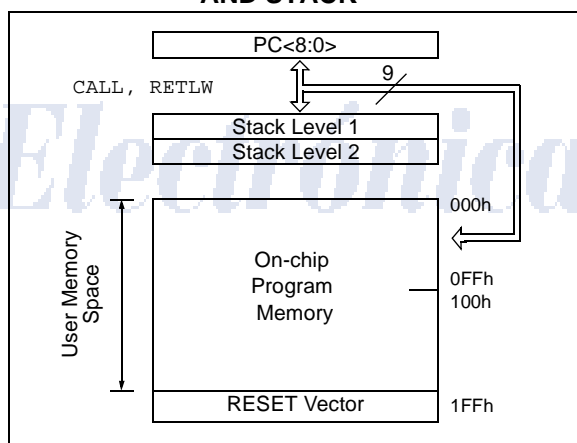 AND STACK
PC<8:0>
9
CALL, RETLW
Stack Level 1
Stack Level 2
000h
User Memory
Space
On-chip
Program
Memory
0FFh
100h
RESET Vector
1FFh
Electrónica